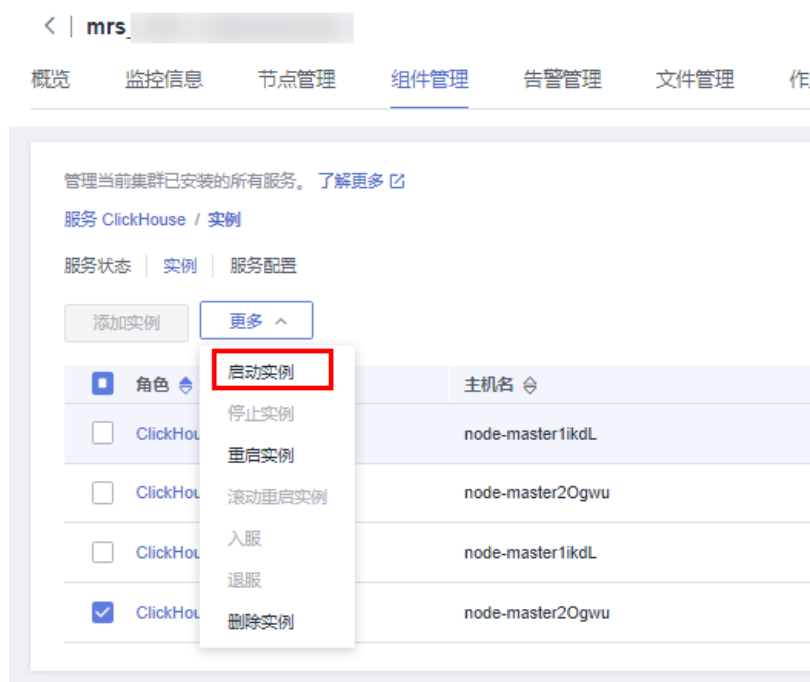 mrs_
概览 监控信息 节点管理 组件管理 告警管理 文件管理
管理当前集群已安装的所有服务。 了解更多
服务 ClickHouse / 实例
服务状态 实例 服务配置
添加实例 更多
角色 启动实例 主机名
停止实例
ClickHou 重启实例 node-master1ikdL
ClickHou 滚动重启实例 node-master2Ogwu
入服
ClickHou 退服 node-master1ikdL
ClickHou 删除实例 node-master2Ogwu